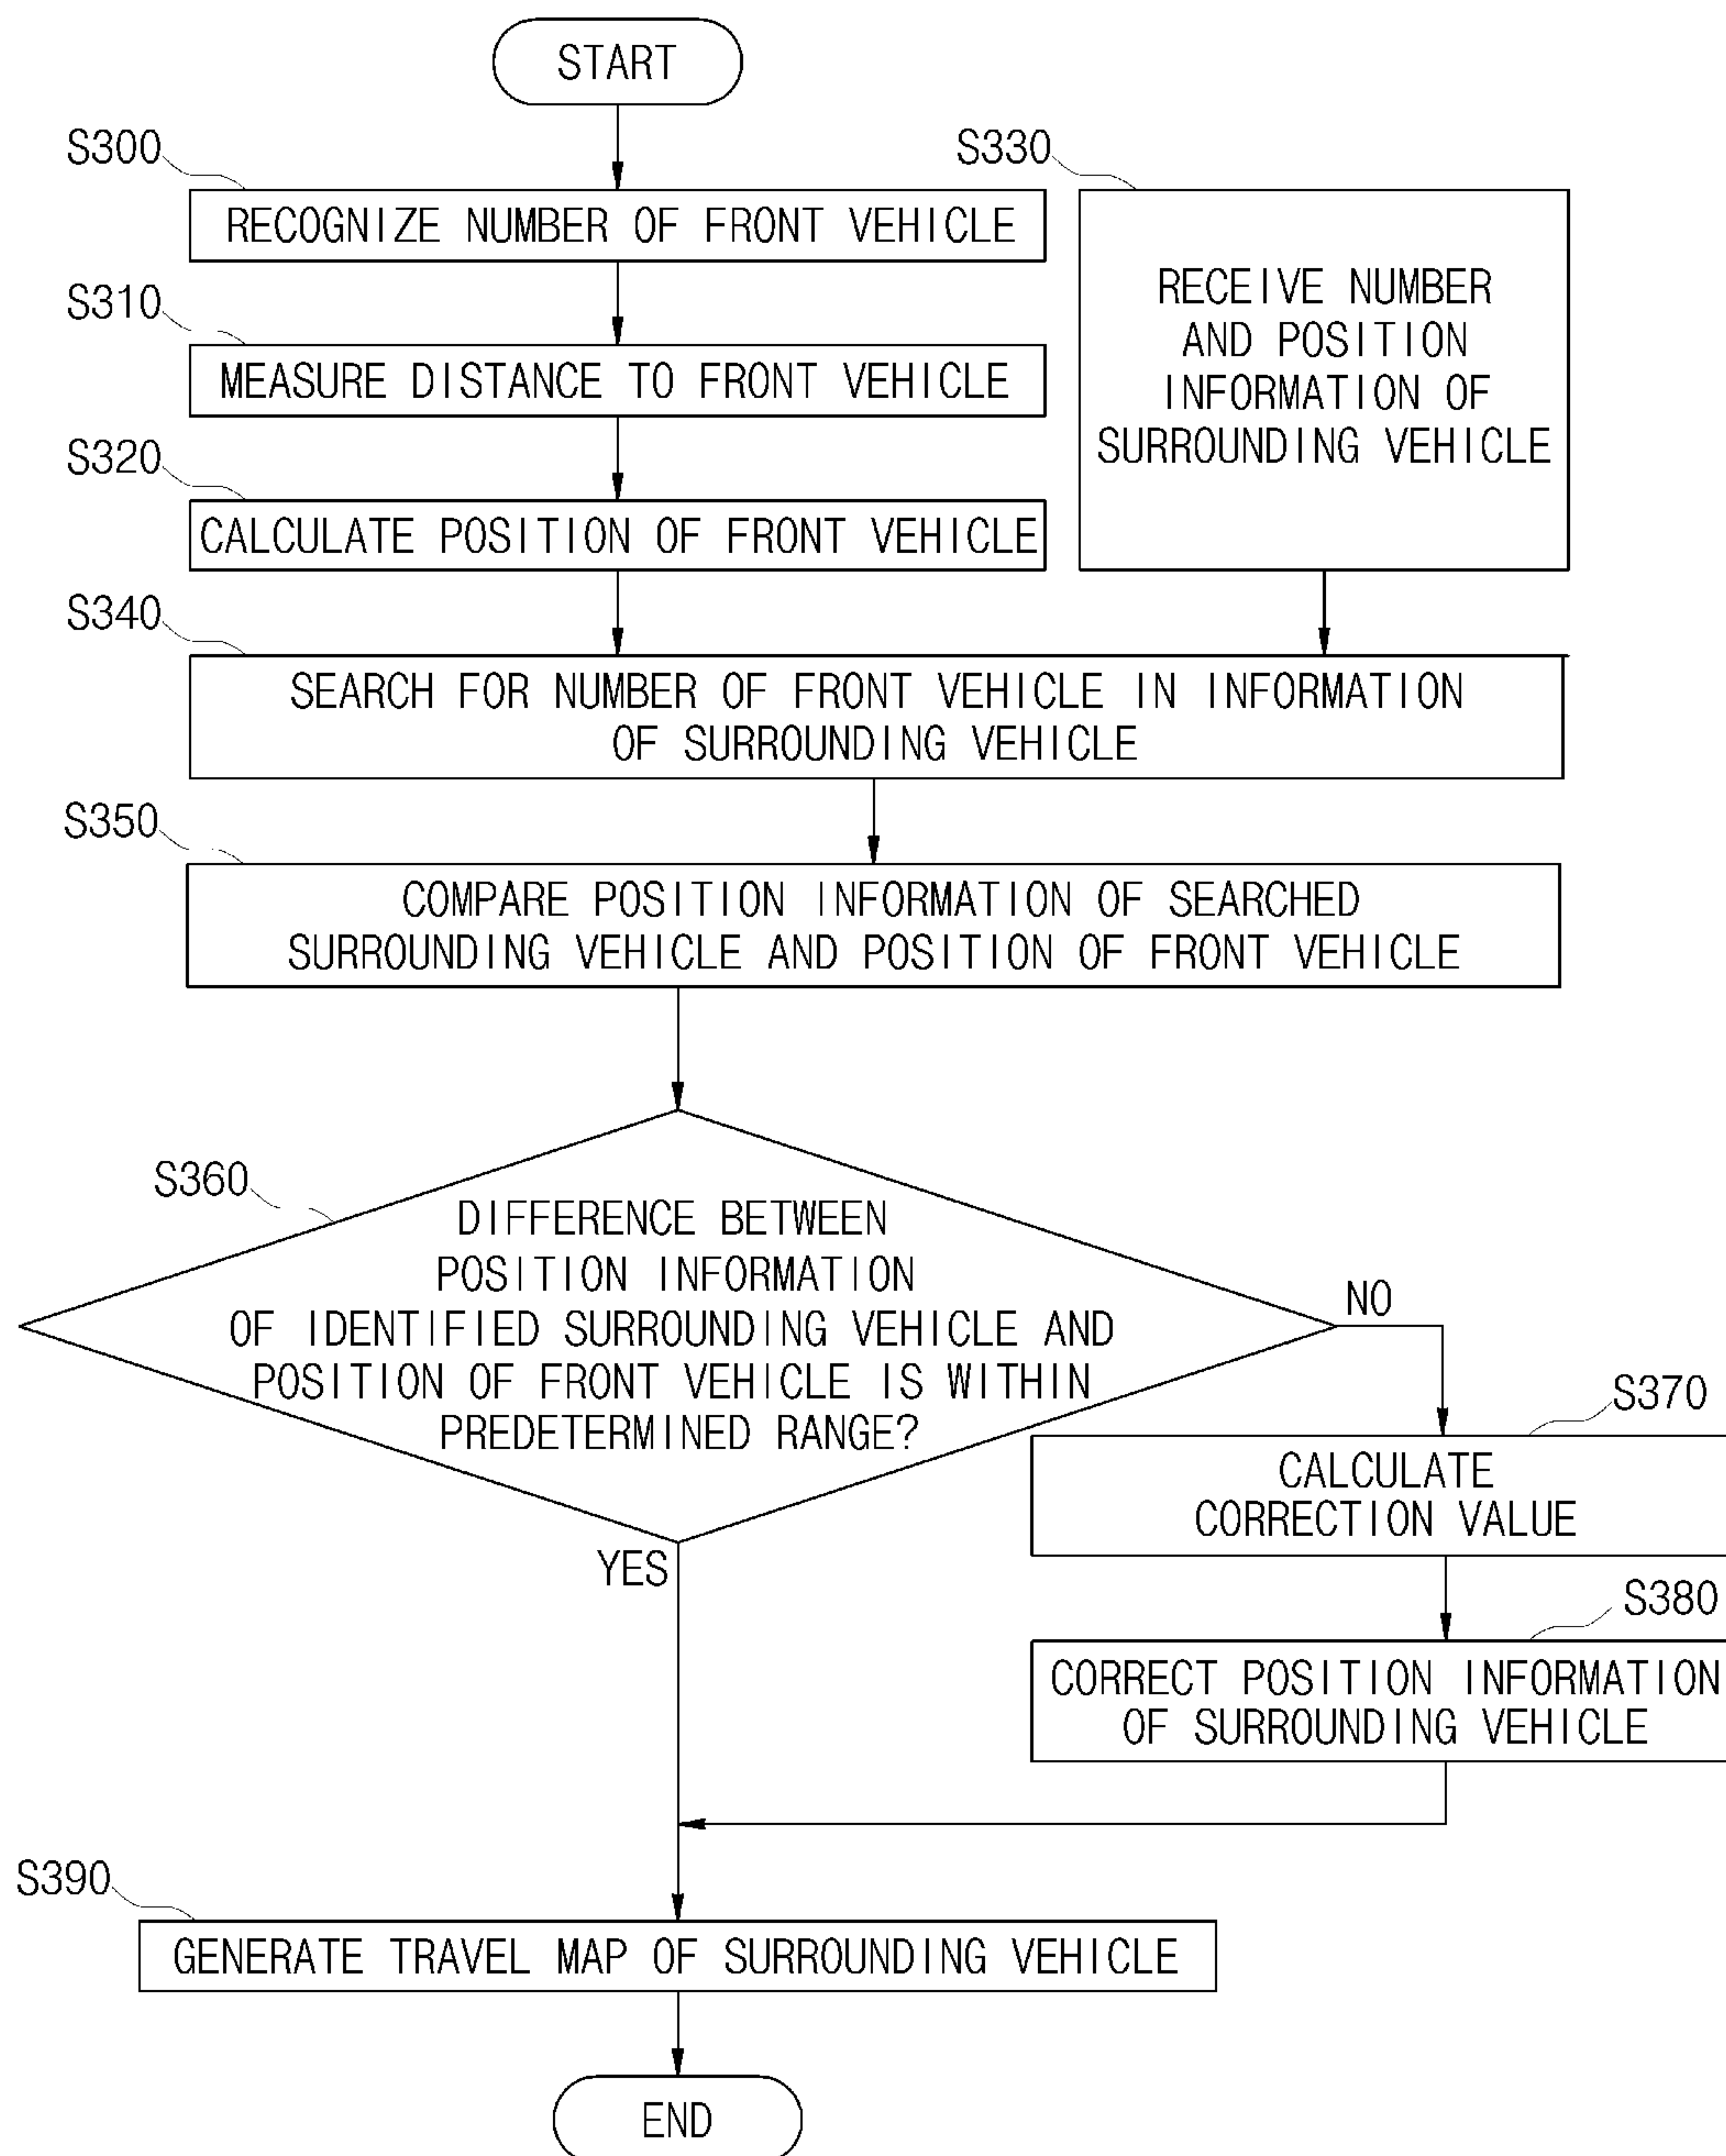 START
S300
RECOGNIZE NUMBER OF FRONT VEHICLE
S310
MEASURE DISTANCE TO FRONT VEHICLE
S320
CALCULATE POSITION OF FRONT VEHICLE
S330
RECEIVE NUMBER
AND POSITION
INFORMATION OF
SURROUNDING VEHICLE
S340
SEARCH FOR NUMBER OF FRONT VEHICLE IN INFORMATION
OF SURROUNDING VEHICLE
S350
COMPARE POSITION INFORMATION OF SEARCHED
SURROUNDING VEHICLE AND POSITION OF FRONT VEHICLE
S360
DIFFERENCE BETWEEN
POSITION INFORMATION
OF IDENTIFIED SURROUNDING VEHICLE AND
POSITION OF FRONT VEHICLE IS WITHIN
PREDETERMINED RANGE?
NO
S370
CALCULATE
CORRECTION VALUE
YES
S380
CORRECT POSITION INFORMATION
OF SURROUNDING VEHICLE
S390
GENERATE TRAVEL MAP OF SURROUNDING VEHICLE
END